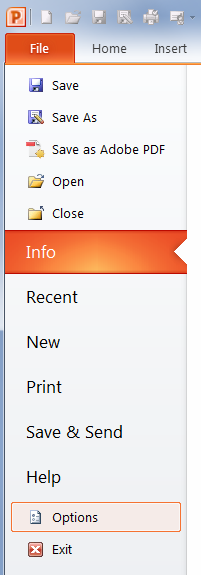 P
File Home Insert
Save
Save As
Save as Adobe PDF
Open
Close
Info
Recent
New
Print
Save & Send
Help
Options
Exit